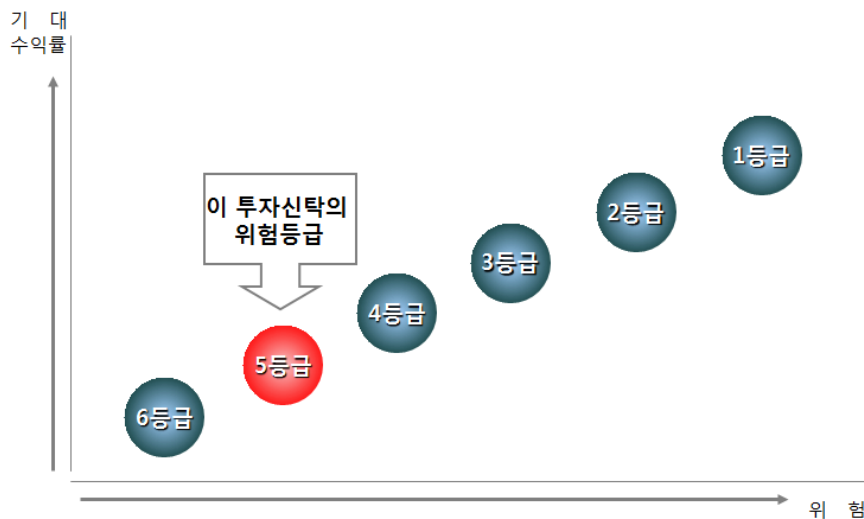 기 대
수익률
1등급
이 투자신탁의
위험등급
2등급
3등급
4등급
5등급
6등급
위 험